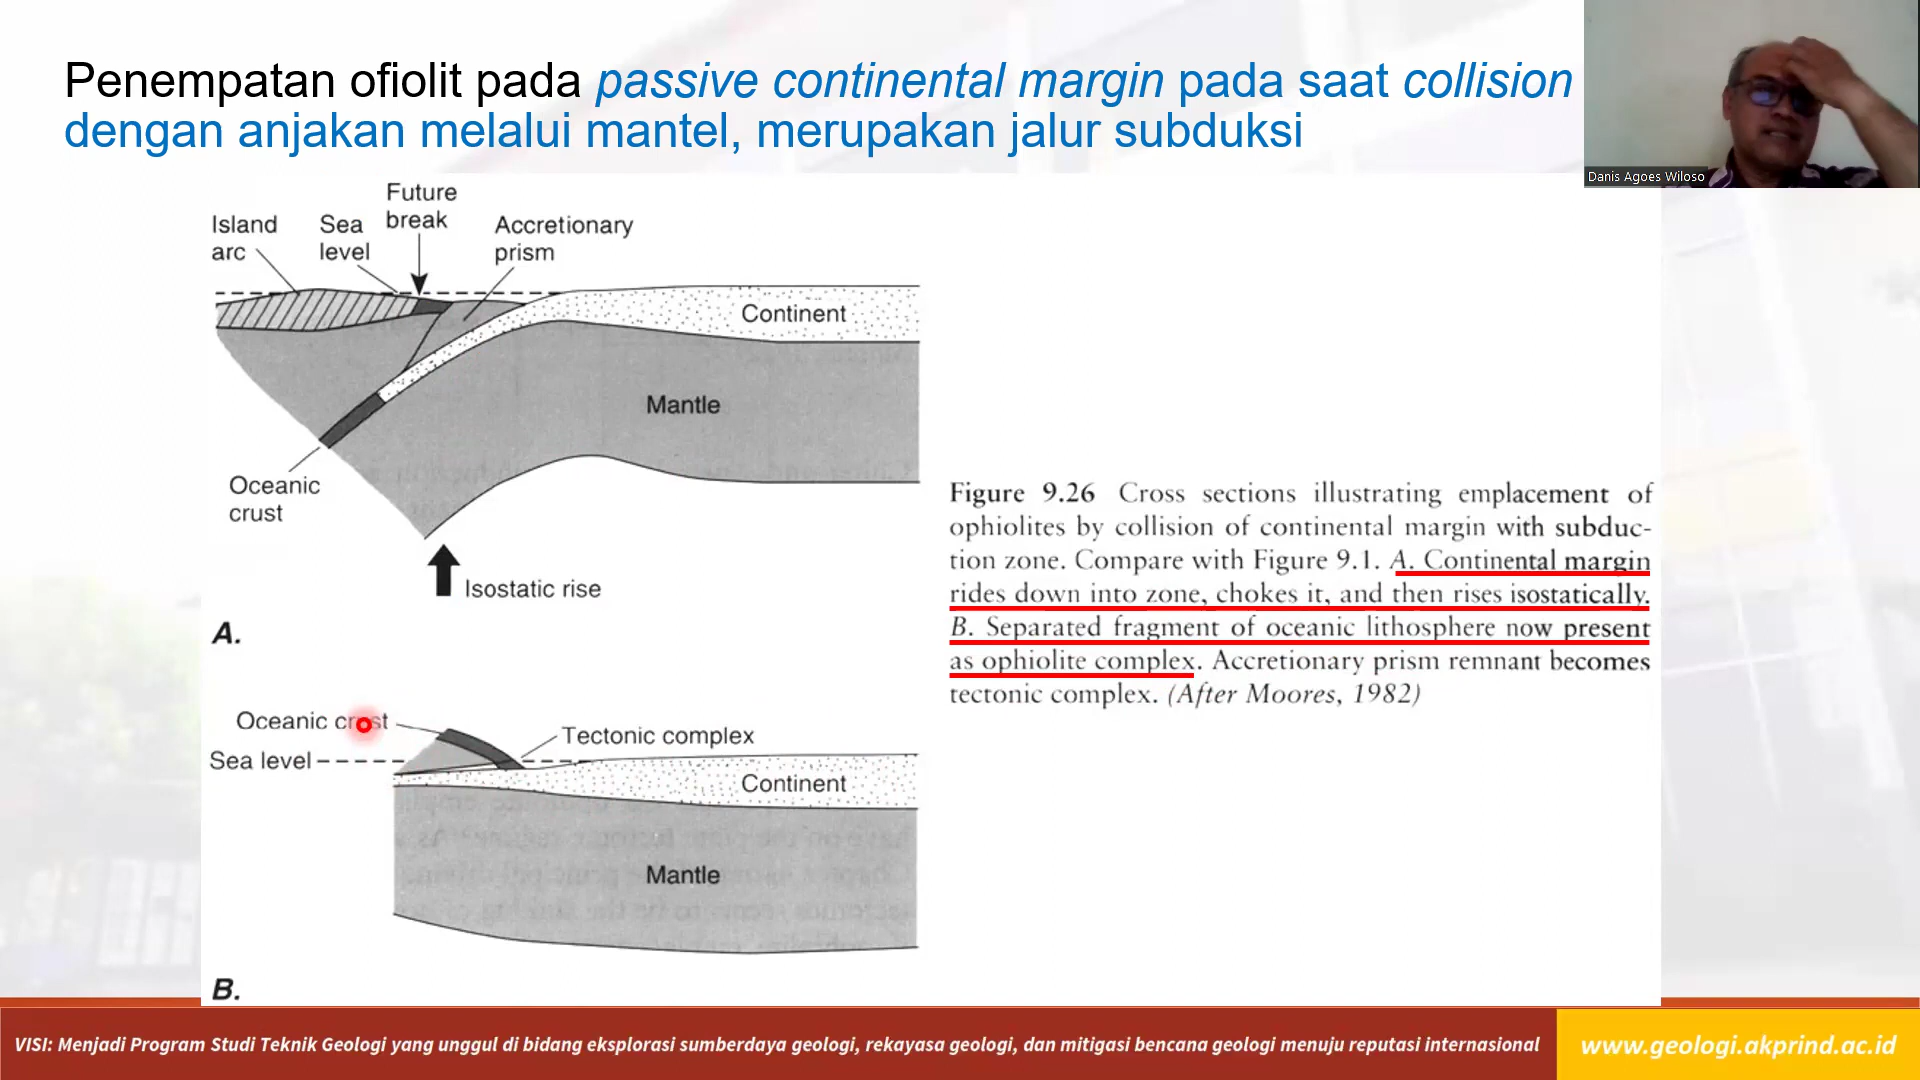 Penempatan ofiolit pada passive continental margin pada saat collision
dengan anjakan melalui mantel, merupakan jalur subduksi
Danis Agoes Wiloso
Future
break
Island
arc
Sea
level
Accretionary
prism
Continent
Mantle
Oceanic
crust
Isostatic rise
A.
Figure 9.26 Cross sections illustrating emplacement of
ophiolites by collision of continental margin with subduc-
tion zone. Compare with Figure 9.1. A. Continental margin
rides down into zone, chokes it, and then rises isostatically.
B. Separated fragment of oceanic lithosphere now present
as ophiolite complex. Accretionary prism remnant becomes
tectonic complex. (After Moores, 1982)
Oceanic crust
Tectonic complex
Sea level
Continent
Mantle
B.
VISI: Menjadi Program Studi Teknik Geologi yang unggul di bidang eksplorasi sumberdaya geologi, rekayasa geologi, dan mitigasi bencana geologi menuju reputasi internasional
www.geologi.akprind.ac.id